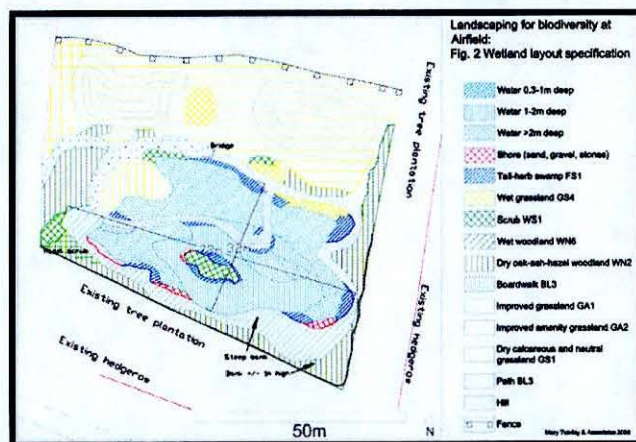 Landscaping for biodiversity at
Airfield:
Fig. 2 Wetland layout specification
Water 0.3-1m deep
Water 1-2m deep
Water >2m deep
Shore (sand, gravel, stones)
Tall-herb swamp FS1
Wet grassland GS4
Scrub WS1
Wet woodland WN6
Dry oak-ash-hazel woodland WN2
Boardwalk BL3
Improved grassland GA1
Improved amenity grassland GA2
Dry calcareous and neutral
grassland GS1
Path BL3
Hill
Fence
Bridge
Existing tree plantation
Existing hedgeros
Existing tree plantation
Existing hedgeros
Steep bank
50m
N